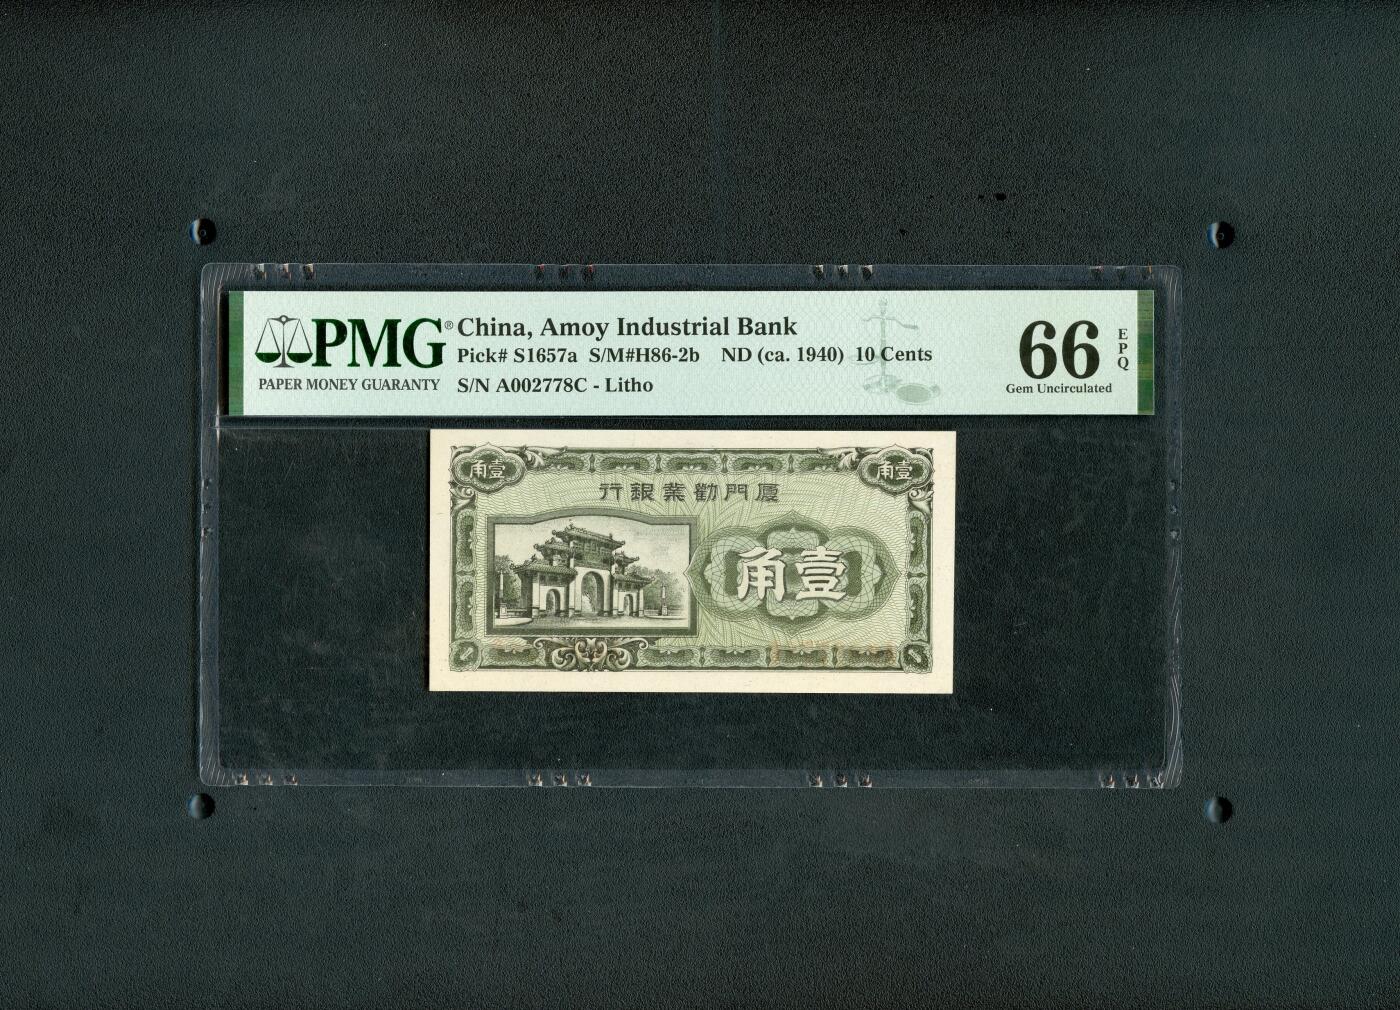 PMG®
PAPER MONEY GUARANTY
China, Amoy Industrial Bank
Pick# S1657a S/M#H86-2b ND (ca. 1940) 10 Cents
S/N A002778C - Litho
66
EPQ
Gem Uncirculated
角壹
角壹
行銀業勸門厦
角壹